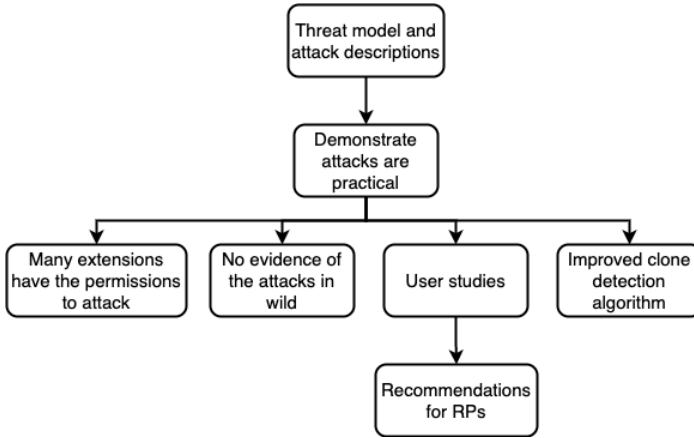 Threat model and
attack descriptions
Demonstrate
attacks are
practical
Many extensions
have the permissions
to attack
No evidence of
the attacks in
wild
User studies
Improved clone
detection
algorithm
Recommendations
for RPs